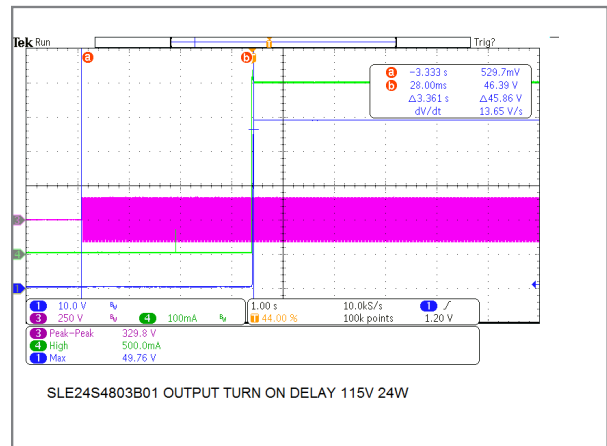 Tek Run Trig?
a b
a -3.333 s 529.7mV
b 28.00ms 46.39 V
Δ3.361 s Δ45.86 V
dV/dt 13.65 V/s
3
4
1
1 10.0 V BW
3 250 V 4 100mA BW
1.00 s 10.0kS/s 1
T 44.00 % 100k points 1.20 V
3 Peak-Peak 329.8 V
4 High 500.0mA
1 Max 49.76 V
SLE24S4803B01 OUTPUT TURN ON DELAY 115V 24W